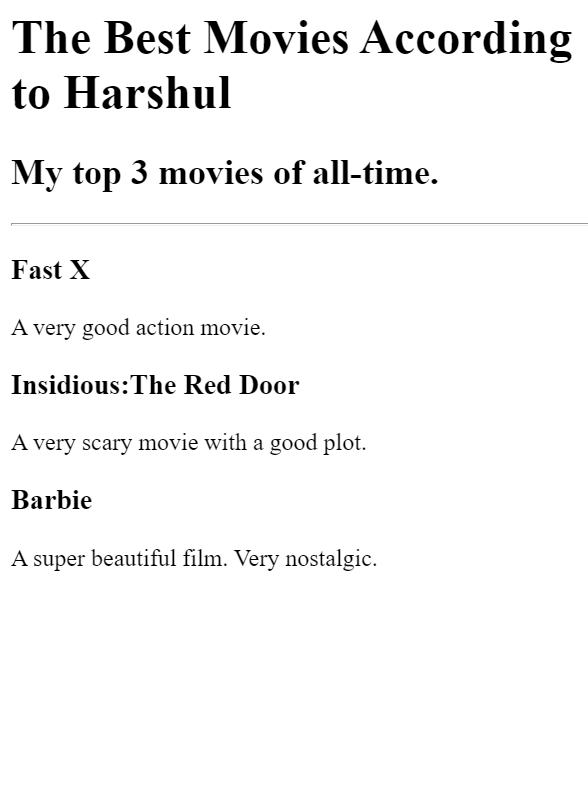 The Best Movies According
to Harshul
My top 3 movies of all-time.
Fast X
A very good action movie.
Insidious:The Red Door
A very scary movie with a good plot.
Barbie
A super beautiful film. Very nostalgic.